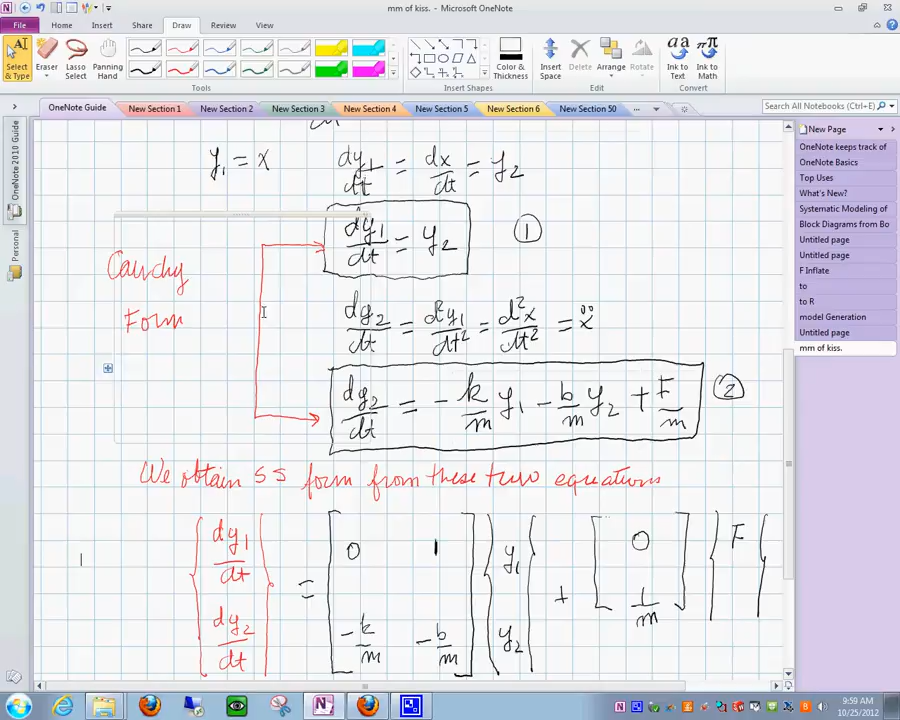 mm of kiss. - Microsoft OneNote
File Home Insert Draw Share Review View
Select & Type
Eraser
Lasso Select
Panning Hand
Color & Thickness
Insert Space
Delete
Arrange
Rotate
Ink to Text
Ink to Math
Tools
Insert Shapes
Edit
Convert
OneNote Guide New Section 1 New Section 2 New Section 3 New Section 4 New Section 5 New Section 6 New Section 50 ...
Search All Notebooks (Ctrl+E)
OneNote 2010 Guide
Personal
y₁ = x dy₁/dt = dx/dt = y₂
dy₁/dt = y₂ ①
Cauchy
Form
dy₂/dt = d²y₁/dt² = d²x/dt² = ẍ
dy₂/dt = - k/m y₁ - b/m y₂ + F/m ②
We obtain SS form from these two equations
{dy₁/dt dy₂/dt} = [0 1 -k/m -b/m] {y₁ y₂} + [0 1/m] {F}
New Page
OneNote keeps track of
OneNote Basics
Top Uses
What's New?
Systematic Modeling of
Block Diagrams from Bo
Untitled page
Untitled page
F Inflate
to
to R
model Generation
Untitled page
mm of kiss.
9:59 AM
10/25/2012